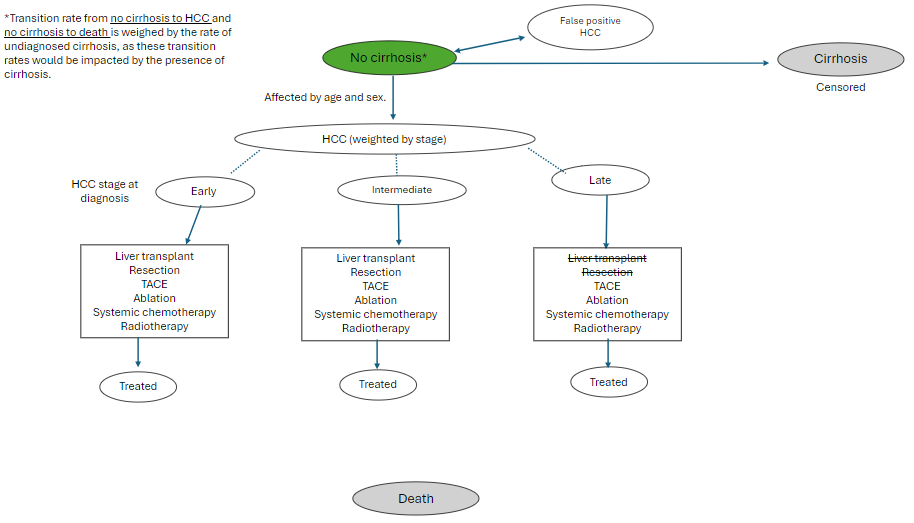 *Transition rate from no cirrhosis to HCC and
no cirrhosis to death is weighed by the rate of
undiagnosed cirrhosis, as these transition
rates would be impacted by the presence of
cirrhosis.
False positive
HCC
No cirrhosis*
Cirrhosis
Censored
Affected by age and sex.
HCC (weighted by stage)
HCC stage at
diagnosis
Early
Intermediate
Late
Liver transplant
Resection
TACE
Ablation
Systemic chemotherapy
Radiotherapy
Liver transplant
Resection
TACE
Ablation
Systemic chemotherapy
Radiotherapy
Liver transplant
Resection
TACE
Ablation
Systemic chemotherapy
Radiotherapy
Treated
Treated
Treated
Death